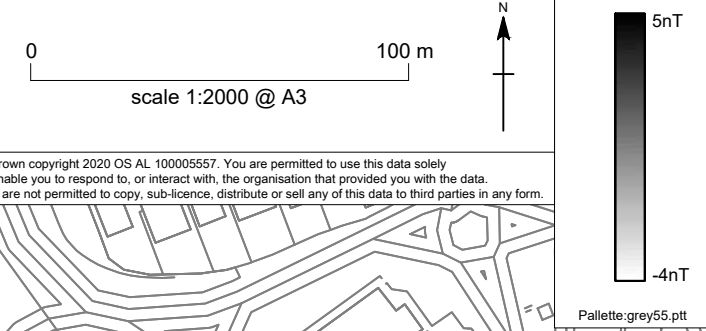 0
100 m
scale 1:2000 @ A3
N
rown copyright 2020 OS AL 100005557. You are permitted to use this data solely
nable you to respond to, or interact with, the organisation that provided you with the data.
are not permitted to copy, sub-licence, distribute or sell any of this data to third parties in any form.
5nT
-4nT
Pallette:grey55.ptt